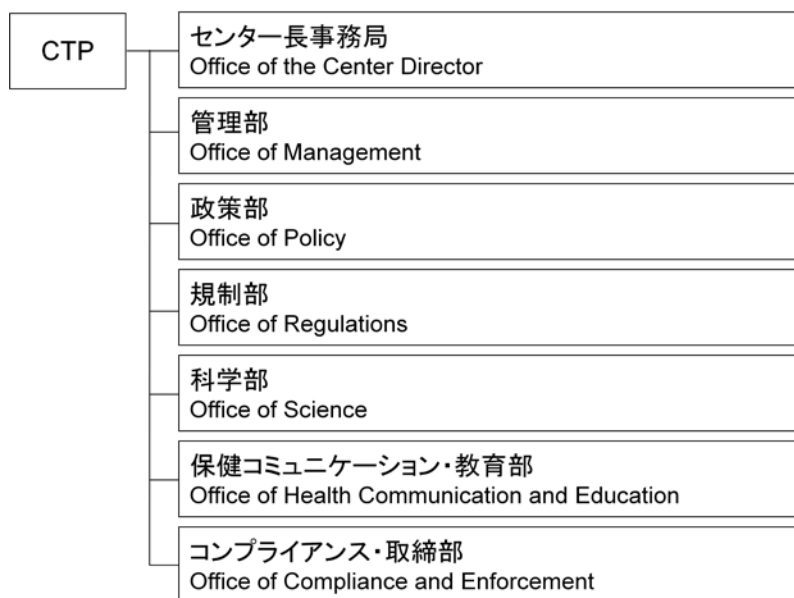 CTP
センター長事務局
Office of the Center Director
管理部
Office of Management
政策部
Office of Policy
規制部
Office of Regulations
科学部
Office of Science
保健コミュニケーション・教育部
Office of Health Communication and Education
コンプライアンス・取締部
Office of Compliance and Enforcement